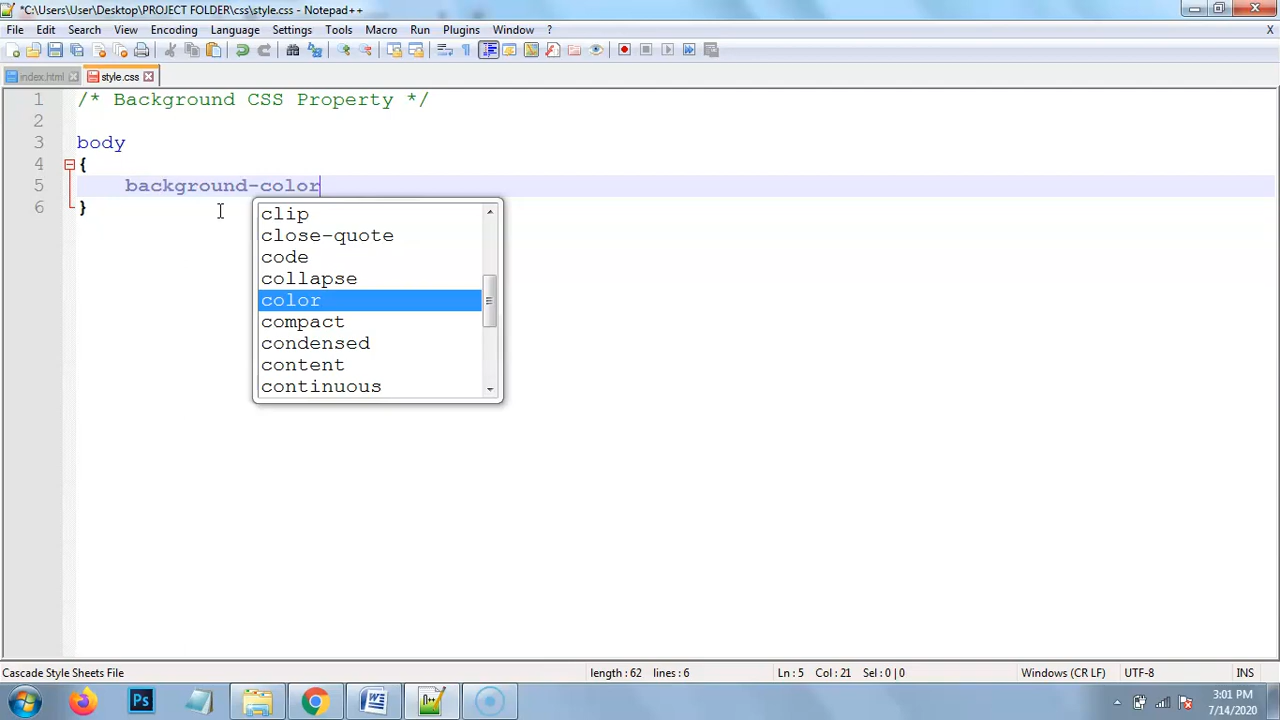 *C:\Users\User\Desktop\PROJECT FOLDER\css\style.css - Notepad++
File Edit Search View Encoding Language Settings Tools Macro Run Plugins Window ? X
index.html style.css
1 /* Background CSS Property */
2
3 body
4 {
5 background-color
6 }
clip
close-quote
code
collapse
color
compact
condensed
content
continuous
Cascade Style Sheets File length : 62 lines : 6 Ln : 5 Col : 21 Sel : 0 | 0 Windows (CR LF) UTF-8 INS
Ps
3:01 PM
7/14/2020